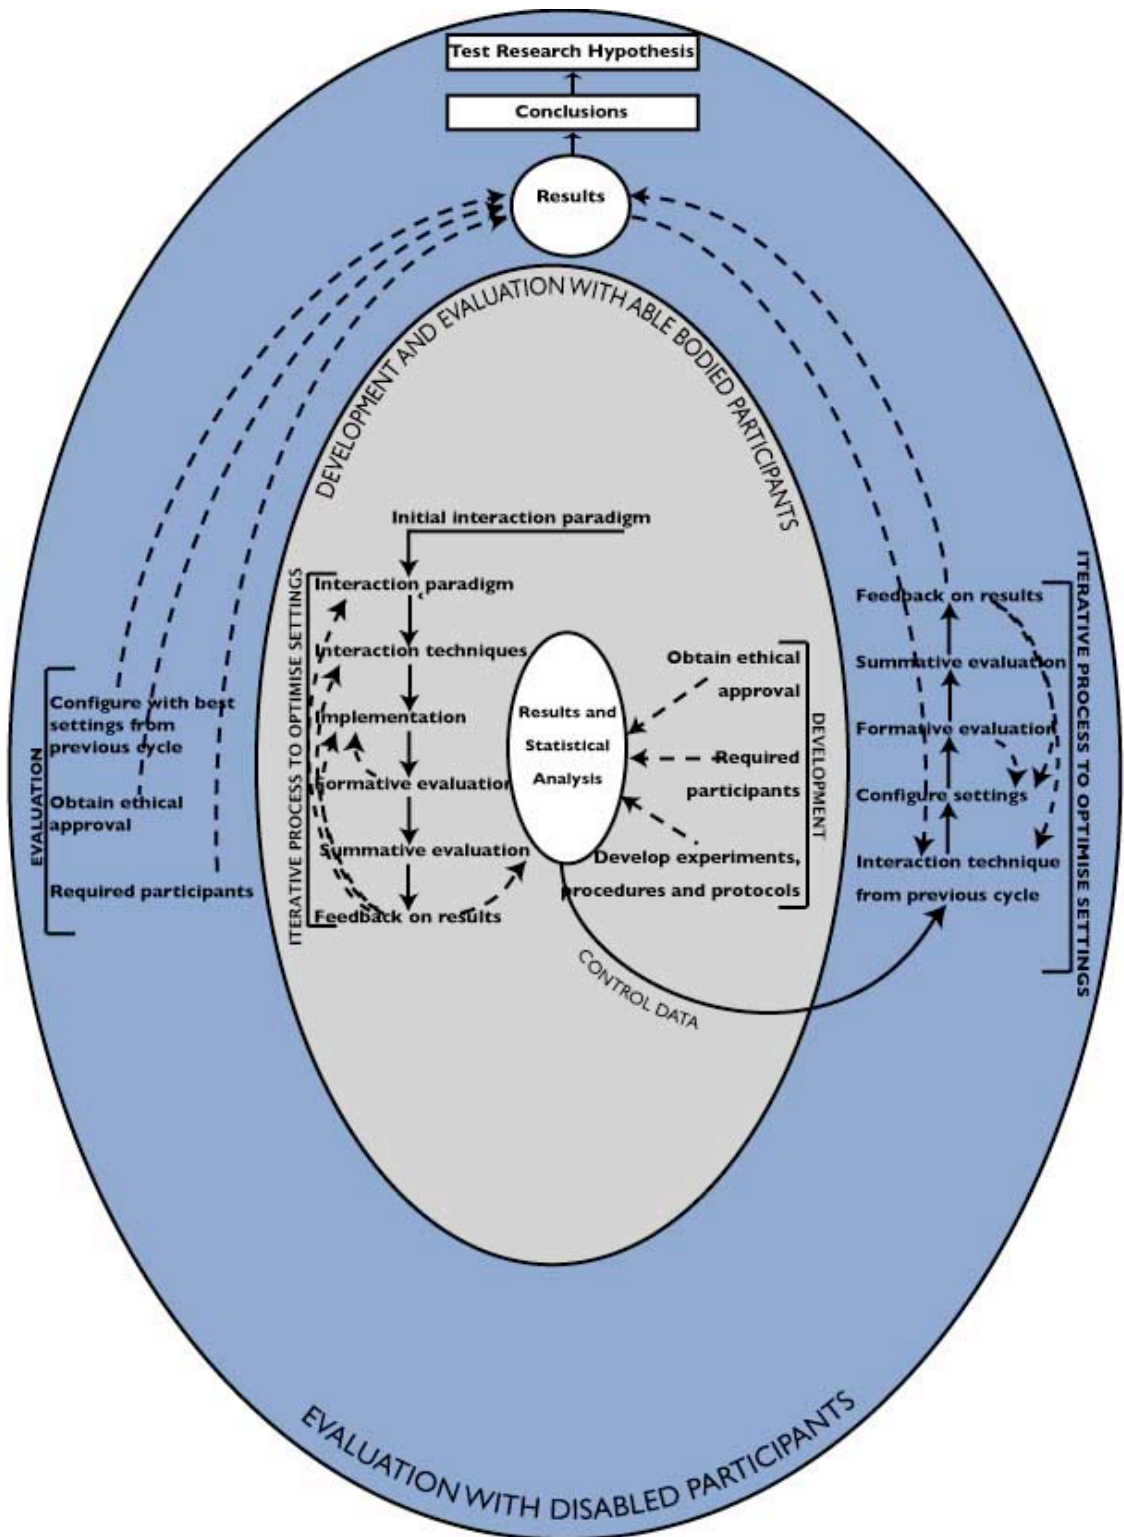 Test Research Hypothesis
Conclusions
Results
DEVELOPMENT AND EVALUATION WITH ABLE BODIED PARTICIPANTS
Initial interaction paradigm
ITERATIVE PROCESS TO OPTIMISE SETTINGS
Interaction paradigm
Interaction techniques
Implementation
Formative evaluation
Summative evaluation
Feedback on results
Results and
Statistical
Analysis
Obtain ethical
approval
Required
participants
Develop experiments,
procedures and protocols
DEVELOPMENT
CONTROL DATA
EVALUATION
Configure with best
settings from
previous cycle
Obtain ethical
approval
Required participants
Feedback on results
Summative evaluation
Formative evaluation
Configure settings
Interaction technique
from previous cycle
ITERATIVE PROCESS TO OPTIMISE SETTINGS
EVALUATION WITH DISABLED PARTICIPANTS